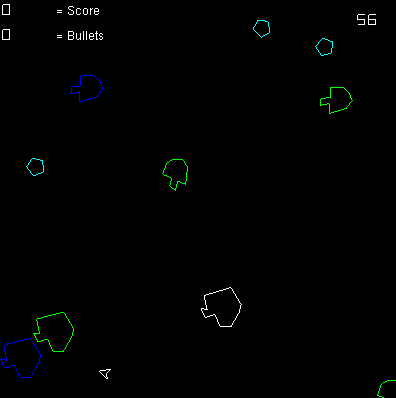 = Score
56
= Bullets